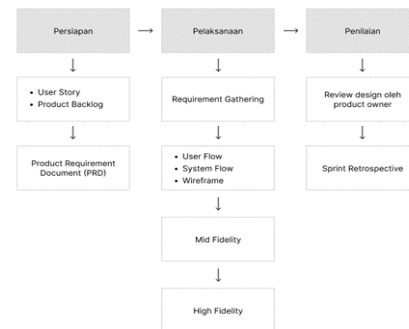 Persiapan
Pelaksanaan
Penilaian
• User Story
• Product Backlog
Requirement Gathering
Review design oleh
product owner
Product Requirement
Document (PRD)
• User Flow
• System Flow
• Wireframe
Sprint Retrospective
Mid Fidelity
High Fidelity